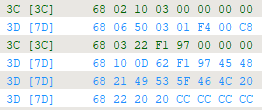 3C [3C] 68 02 10 03 00 00 00 00
3D [7D] 68 06 50 03 01 F4 00 C8
3C [3C] 68 03 22 F1 97 00 00 00
3D [7D] 68 10 0D 62 F1 97 45 48
3D [7D] 68 21 49 53 5F 46 4C 20
3D [7D] 68 22 20 20 CC CC CC CC